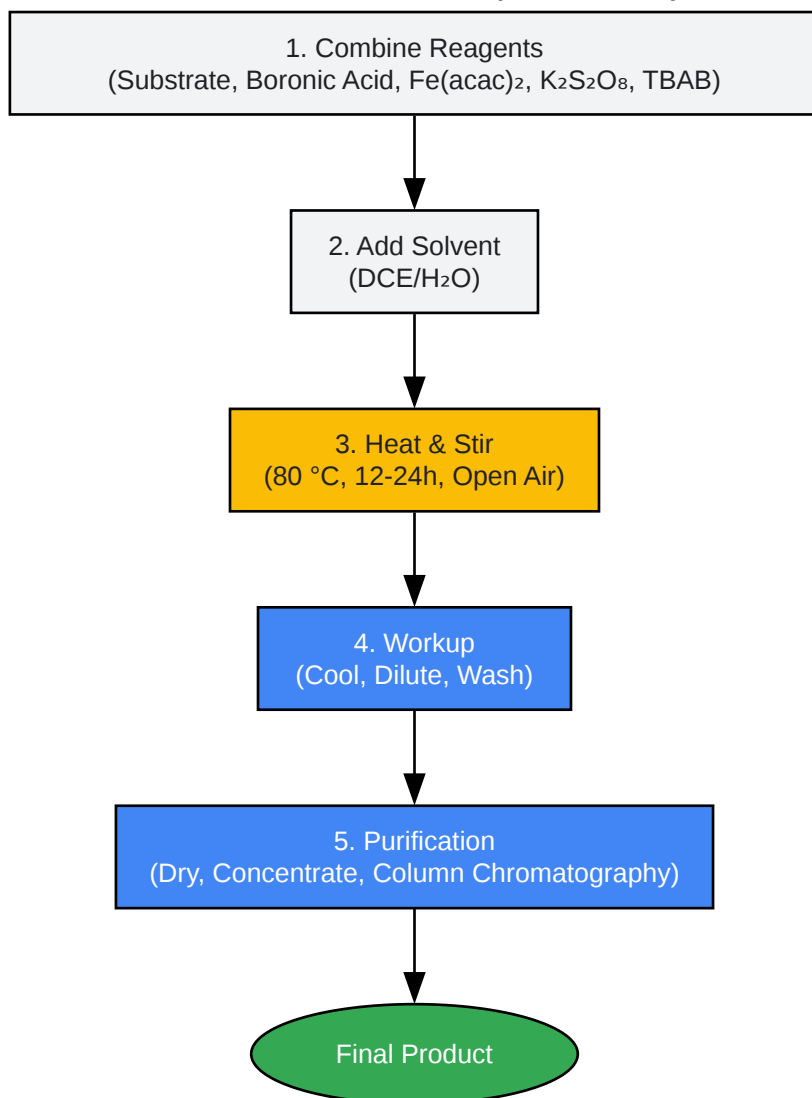 1. Combine Reagents
(Substrate, Boronic Acid, Fe(acac)₂, K₂S₂O₈, TBAB)
2. Add Solvent
(DCE/H₂O)
3. Heat & Stir
(80 °C, 12-24h, Open Air)
4. Workup
(Cool, Dilute, Wash)
5. Purification
(Dry, Concentrate, Column Chromatography)
Final Product